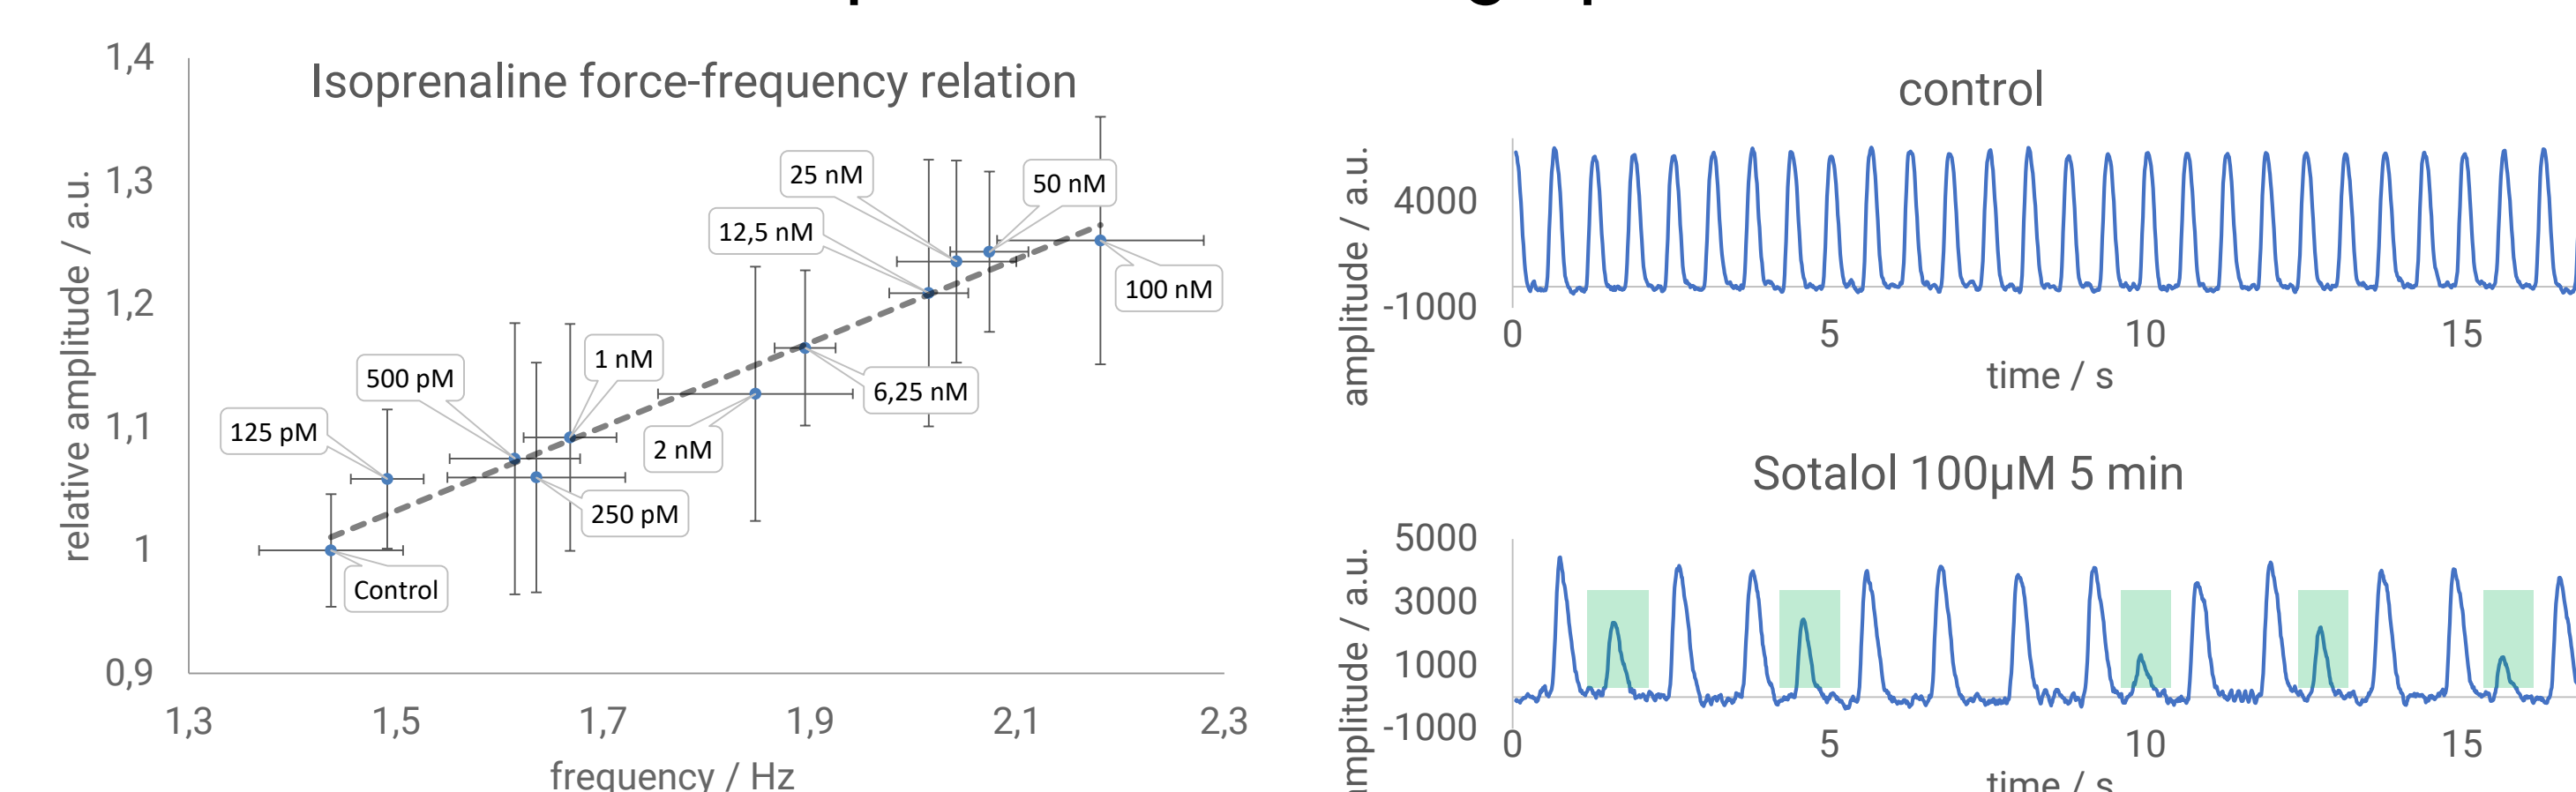 Isoprenaline force-frequency relation
relative amplitude / a.u.
1,4
1,3
1,2
1,1
1
0,9
25 nM
50 nM
12,5 nM
100 nM
1 nM
500 pM
6,25 nM
125 pM
2 nM
250 pM
Control
1,3
1,5
1,7
1,9
2,1
2,3
frequency / Hz
control
amplitude / a.u.
4000
-1000
0
5
10
15
time / s
Sotalol 100µM 5 min
amplitude / a.u.
5000
3000
1000
-1000
0
5
10
15
time / s